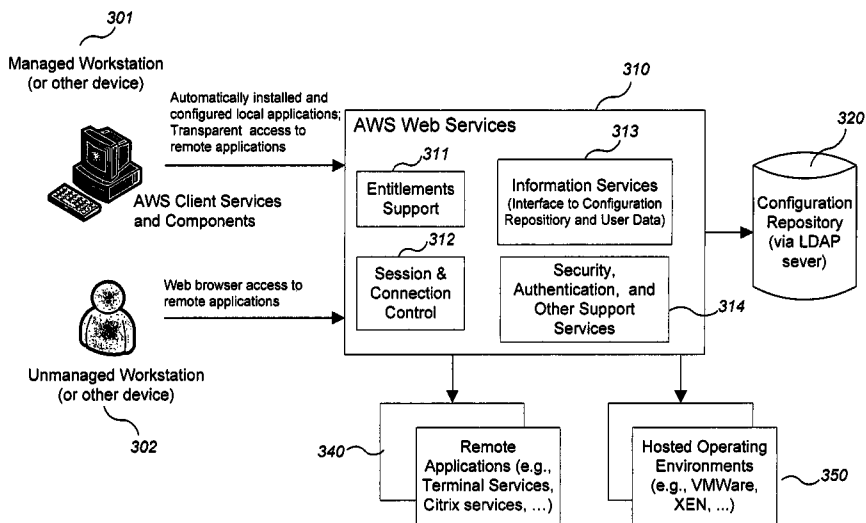 301
Managed Workstation
(or other device)
Automatically installed and
configured local applications;
Transparent access to
remote applications
AWS Client Services
and Components
Web browser access to
remote applications
Unmanaged Workstation
(or other device)
302
310
AWS Web Services
311
Entitlements
Support
312
Session &
Connection
Control
313
Information Services
(Interface to Configuration
Repositiory and User Data)
Security,
Authentication, and
Other Support
Services
314
320
Configuration
Repository
(via LDAP
sever)
340
Remote
Applications (e.g.,
Terminal Services,
Citrix services, ...)
Hosted Operating
Environments
(e.g., VMWare,
XEN, ...)
350